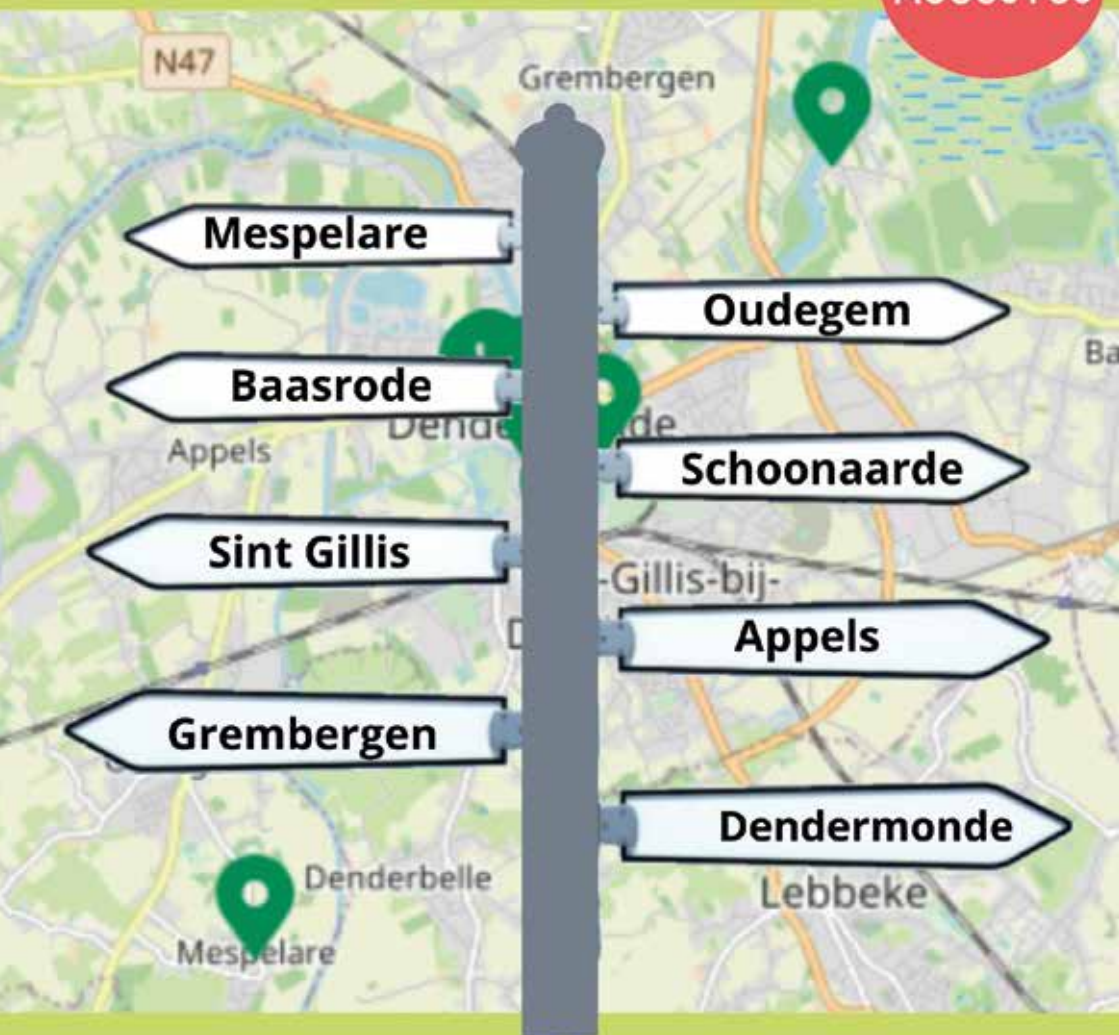 N47
Grembergen
Mespelare
Oudegem
Baasrode
Appels
Schoonaarde
Sint Gillis
-Gillis-bij-
Appels
Grembergen
Dendermonde
Denderbelle
Lebbeke
Mespelare